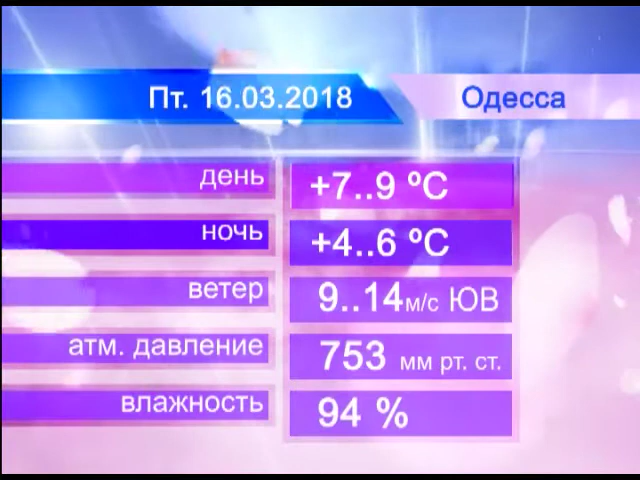 Пт. 16.03.2018 Одесса
день +7..9 ºC
ночь +4..6 ºC
ветер 9..14м/с ЮВ
атм. давление 753 мм рт. ст.
влажность 94 %